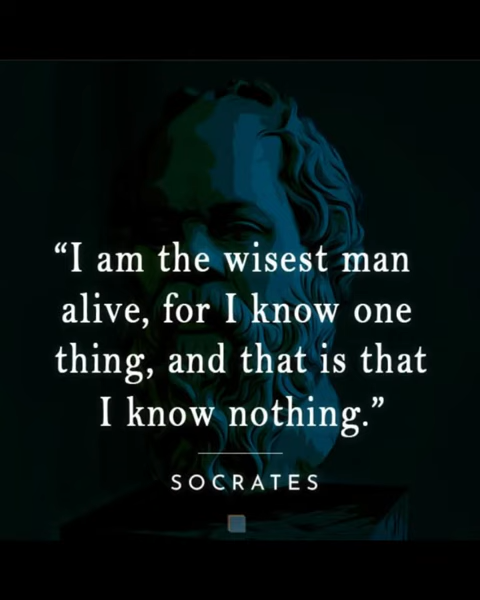 “I am the wisest man
alive, for I know one
thing, and that is that
I know nothing.”
SOCRATES